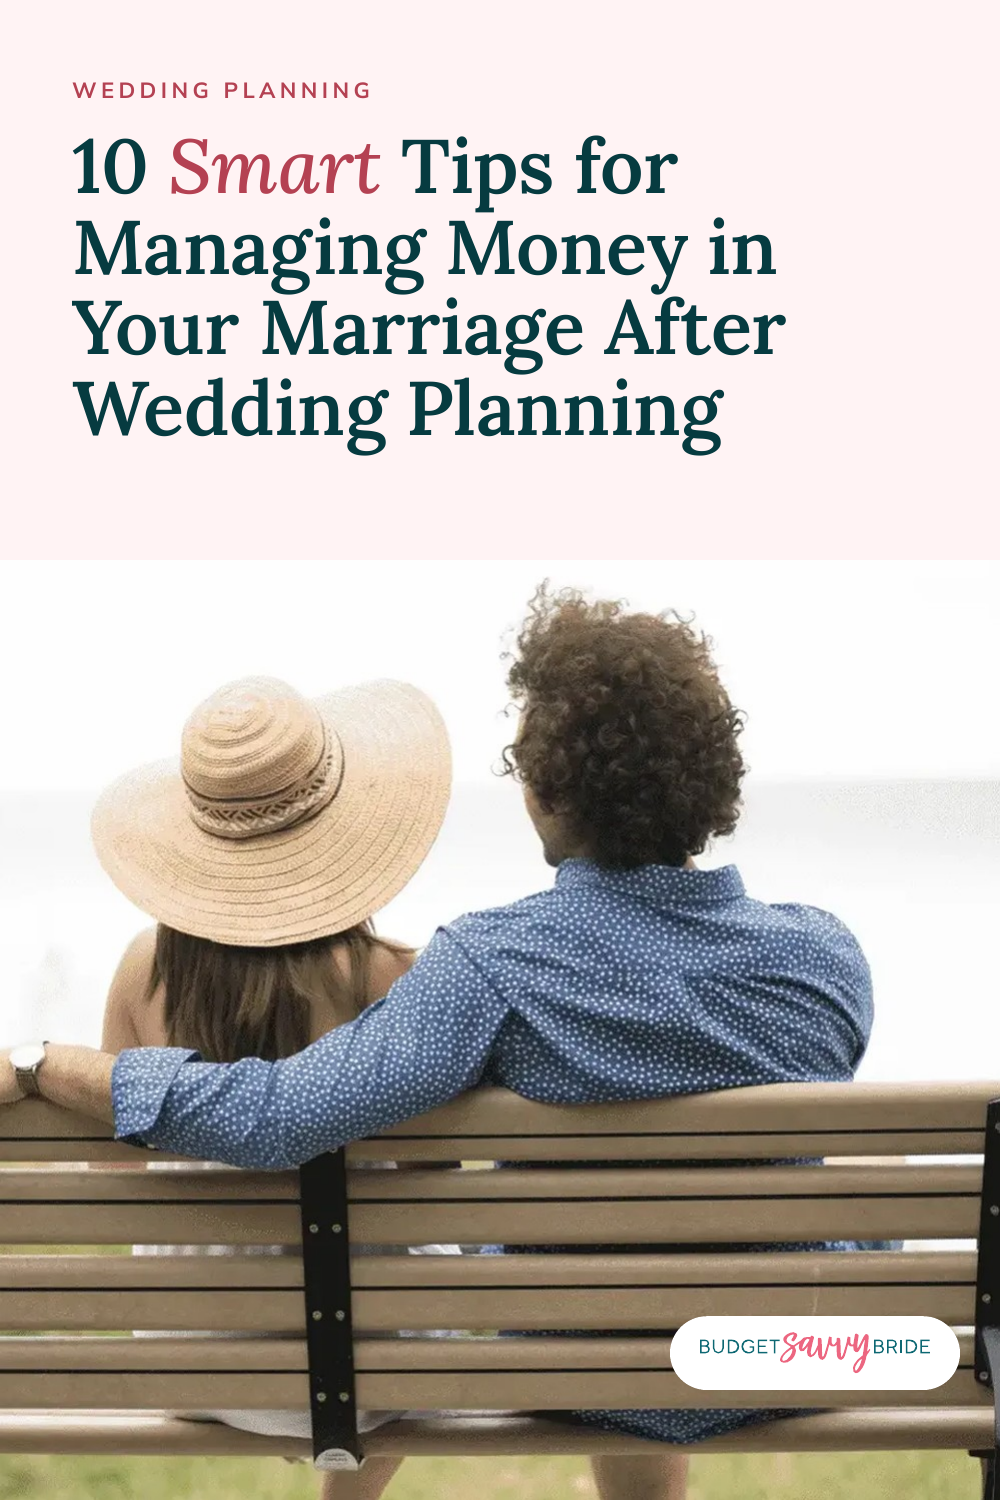 WEDDING PLANNING
10 Smart Tips for
Managing Money in
Your Marriage After
Wedding Planning
BUDGET savvy BRIDE